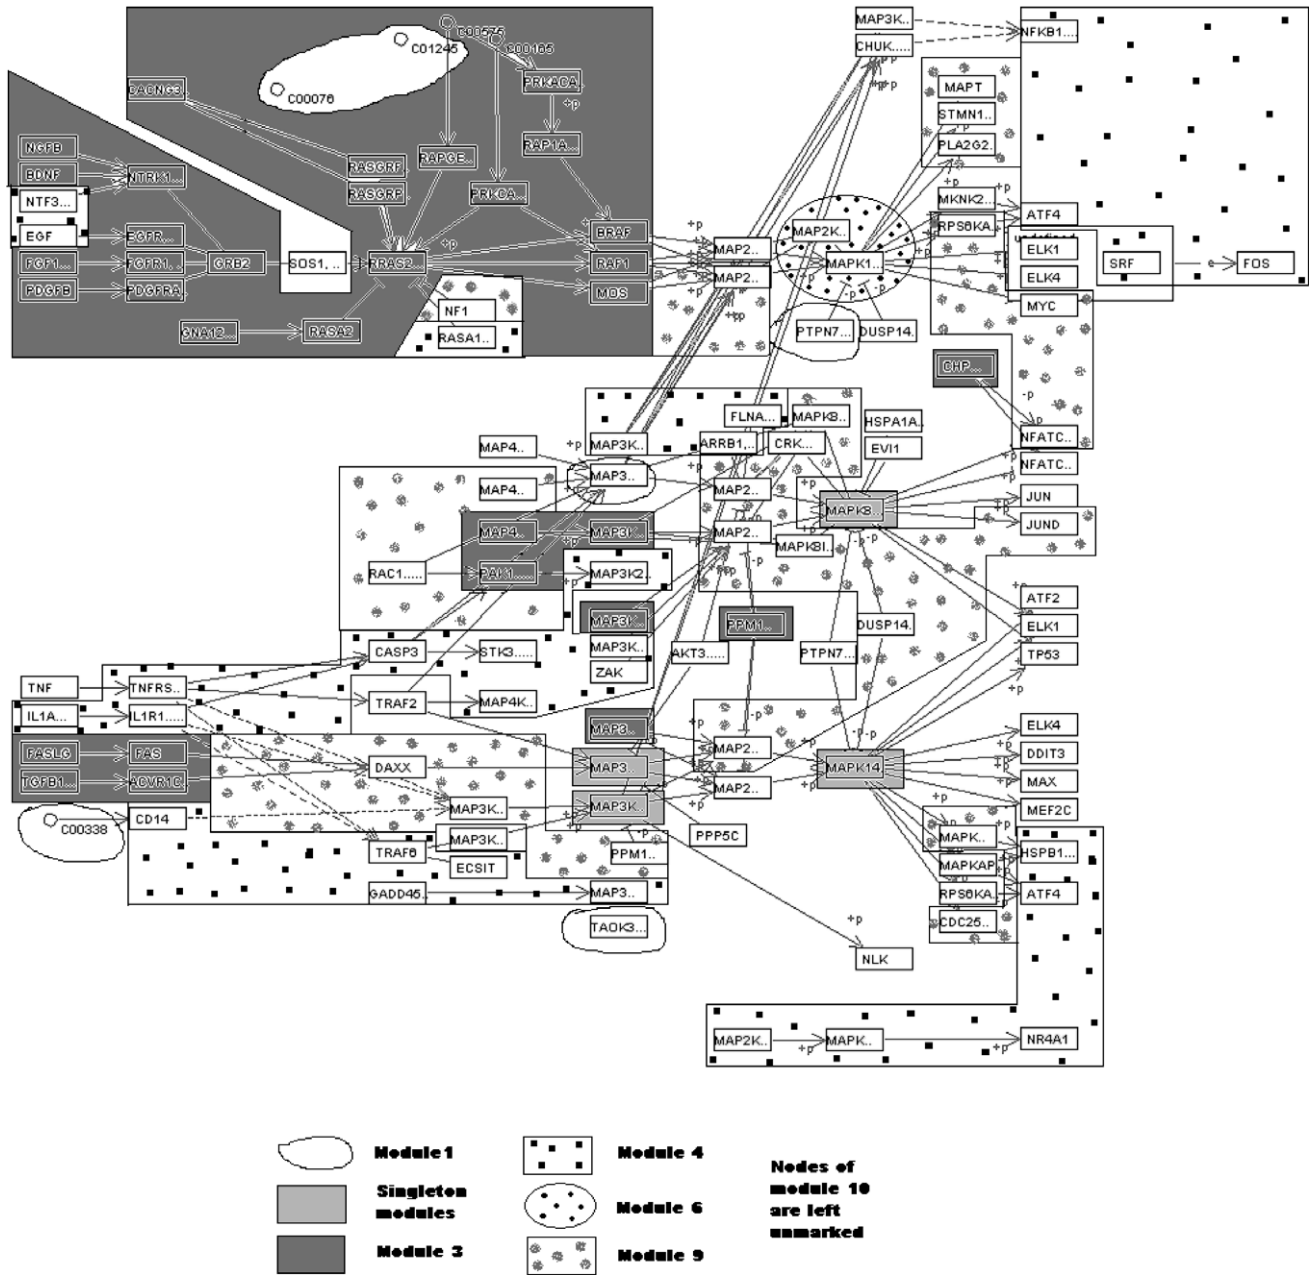 MAP3K..
CHUK.....
NFKB1....
C00575
C00165
C01245
C00076
CACNG3..
PRKACA..
+p
RAP1A...
NGFB
BDNF
NTF3...
EGF
FGF1...
PDGFB
NTRK1...
EGFR...
FGFR1,..
PDGFRA
GRB2
SOS1, ..
RASGRF..
RASGRP..
RAPGE..
PRKCA..
RRAS2...
+p
BRAF
RAF1
MOS
GNA12...
RASA2
NF1
RASA1..
MAPT
STMN1...
PLA2G2..
MKNK2...
RPS6KA..
ATF4
MAP2K..
MAP2..
MAP2..
MAPK1...
PTPN7...
DUSP14.
undefined
ELK1
ELK4
MYC
SRF
e
FOS
CHP...
NFATC..
NFATC..
JUN
JUND
FLNA...
MAPK8..
HSPA1A..
EVI1
ARRB1,..
CRK...
MAP4..
MAP3K..
MAP4..
MAP3..
MAP2..
MAPK8...
MAP4..
MAP3K..
MAP2..
MAPK8I..
RAC1.....
PAK1.....
MAP3K2..
MAP3K..
MAP3K..
ZAK
PPM1..
AKT3.....
PTPN7...
DUSP14.
ATF2
ELK1
TP53
CASP3
STK3.....
TNF
TNFRS..
IL1A...
IL1R1.....
TRAF2
MAP4K..
FASLG
FAS
TGFB1...
ACVR1C
DAXX
MAP3..
MAP3..
MAP2..
MAP2..
MAPK14
ELK4
DDIT3
MAX
MEF2C
C00338
CD14
MAP3K..
MAP3K..
MAP3K..
TRAF6
ECSIT
PPM1..
PPP5C
MAPK..
MAPKAP
HSPB1...
RPS6KA..
ATF4
CDC25..
GADD45..
MAP3..
TAOK3...
+p
NLK
MAP2K..
+p
MAPK..
+p
NR4A1
Module 1
Module 4
Singleton
modules
Module 6
Module 3
Module 9
Nodes of
module 10
are left
unmarked